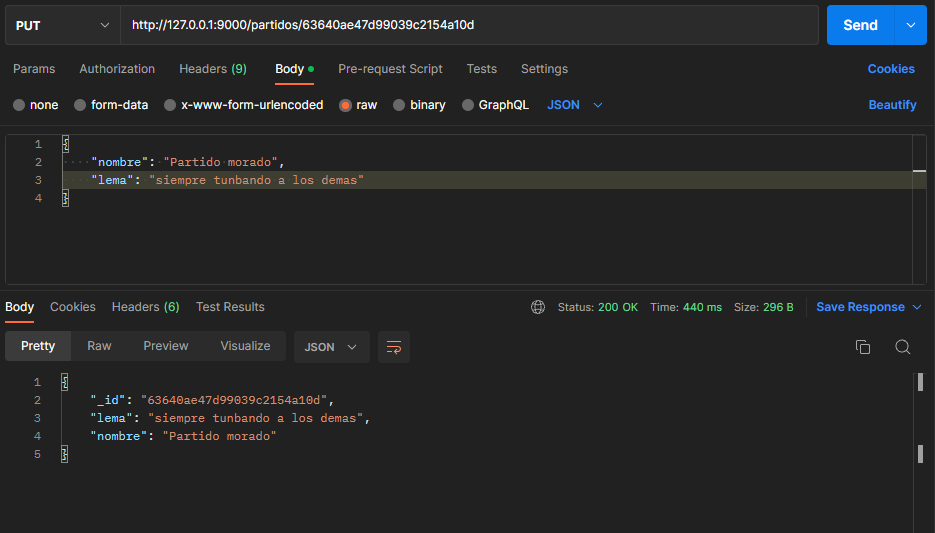 PUT http://127.0.0.1:9000/partidos/63640ae47d99039c2154a10d Send
Params Authorization Headers (9) Body Pre-request Script Tests Settings Cookies
none form-data x-www-form-urlencoded raw binary GraphQL JSON Beautify
1 {
2 "nombre": "Partido morado",
3 "lema": "siempre tunbando a los demas"
4 }
Body Cookies Headers (6) Test Results Status: 200 OK Time: 440 ms Size: 296 B Save Response
Pretty Raw Preview Visualize JSON
1 {
2 "_id": "63640ae47d99039c2154a10d",
3 "lema": "siempre tunbando a los demas",
4 "nombre": "Partido morado"
5 }